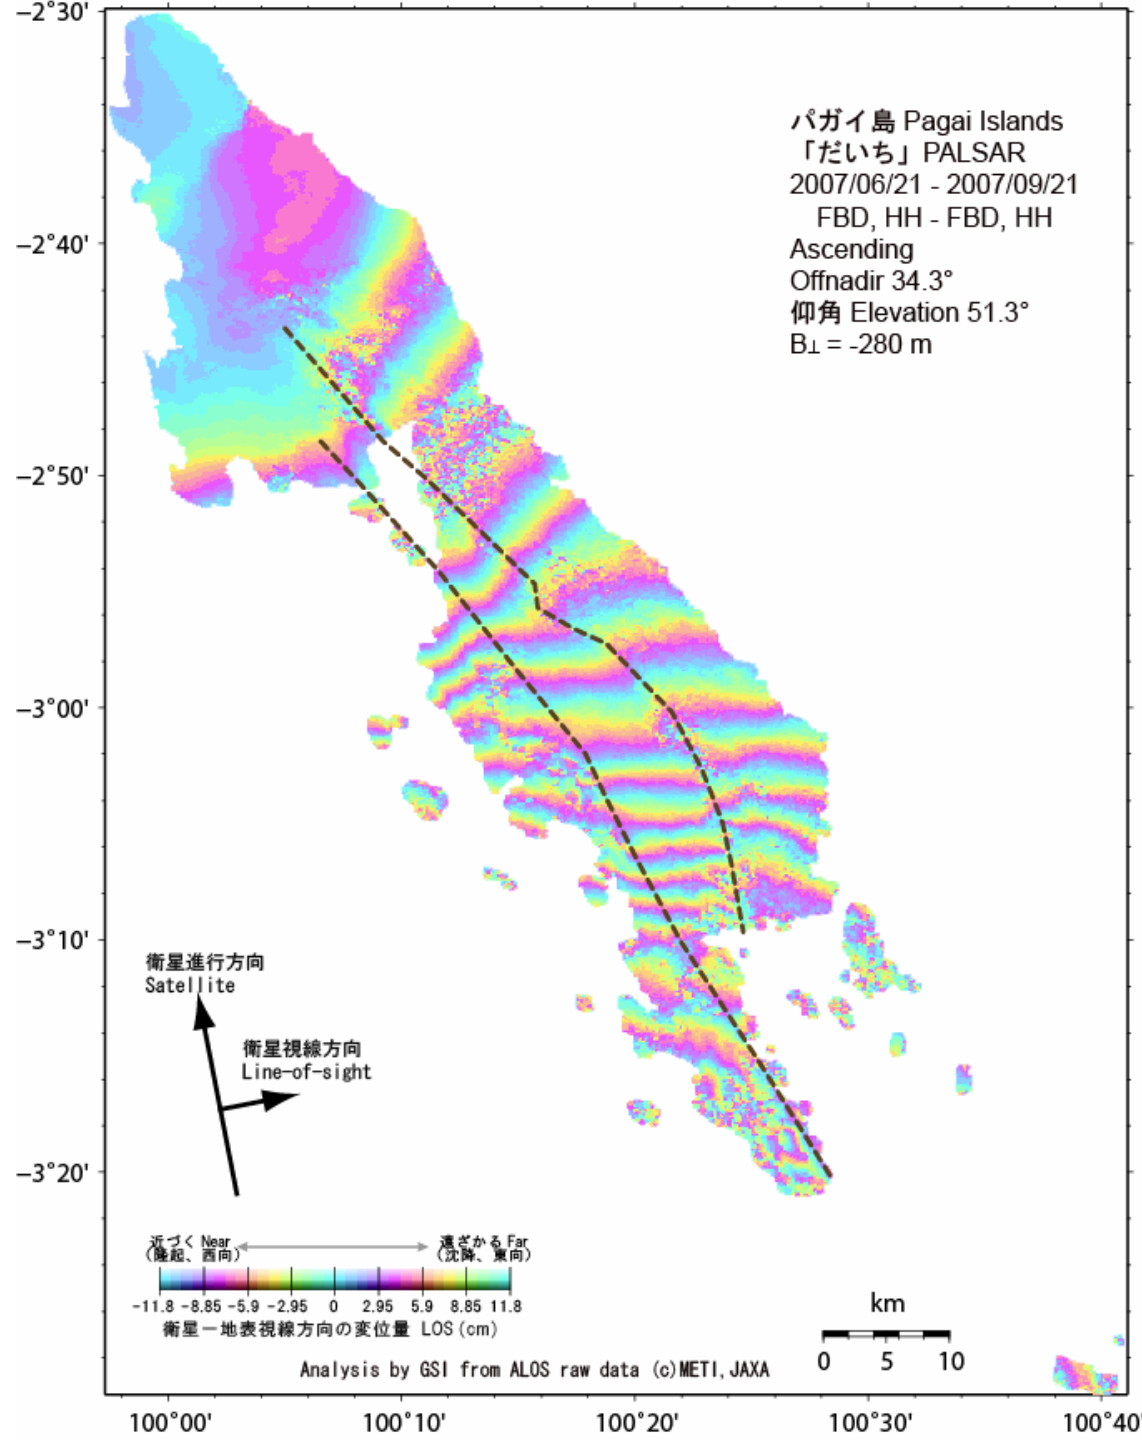 −2°30'
−2°40'
−2°50'
−3°00'
−3°10'
−3°20'
パガイ島 Pagai Islands
「だいち」PALSAR
2007/06/21 - 2007/09/21
FBD, HH - FBD, HH
Ascending
Offnadir 34.3°
仰角 Elevation 51.3°
B⊥ = -280 m
衛星進行方向
Satellite
衛星視線方向
Line-of-sight
近づく Near
(隆起、西向)
遠ざかる Far
(沈降、東向)
-11.8 -8.85 -5.9 -2.95 0 2.95 5.9 8.85 11.8
衛星－地表視線方向の変位量 LOS(cm)
km
0 5 10
Analysis by GSI from ALOS raw data (c)METI,JAXA
100°00' 100°10' 100°20' 100°30' 100°40'